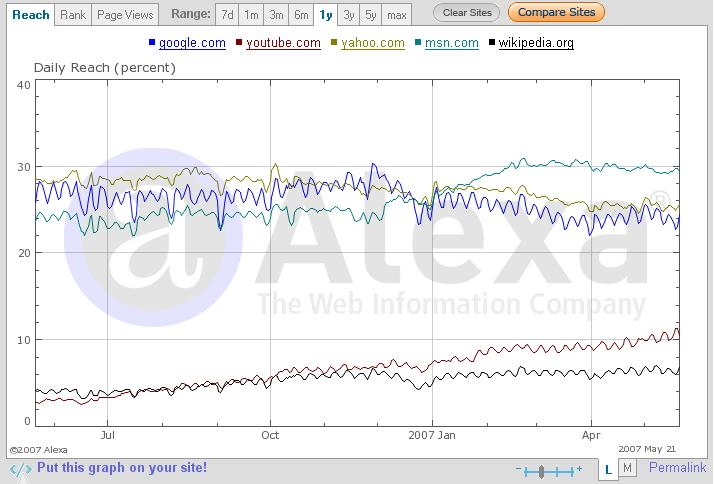 Reach Rank Page Views Range: 7d 1m 3m 6m 1y 3y 5y max Clear Sites Compare Sites
google.com youtube.com yahoo.com msn.com wikipedia.org
Daily Reach (percent)
40
30
20
10
0
Alexa®
The Web Information Company
Jul Oct 2007 Jan Apr
©2007 Alexa 2007 May 21
</> Put this graph on your site! - + L M Permalink